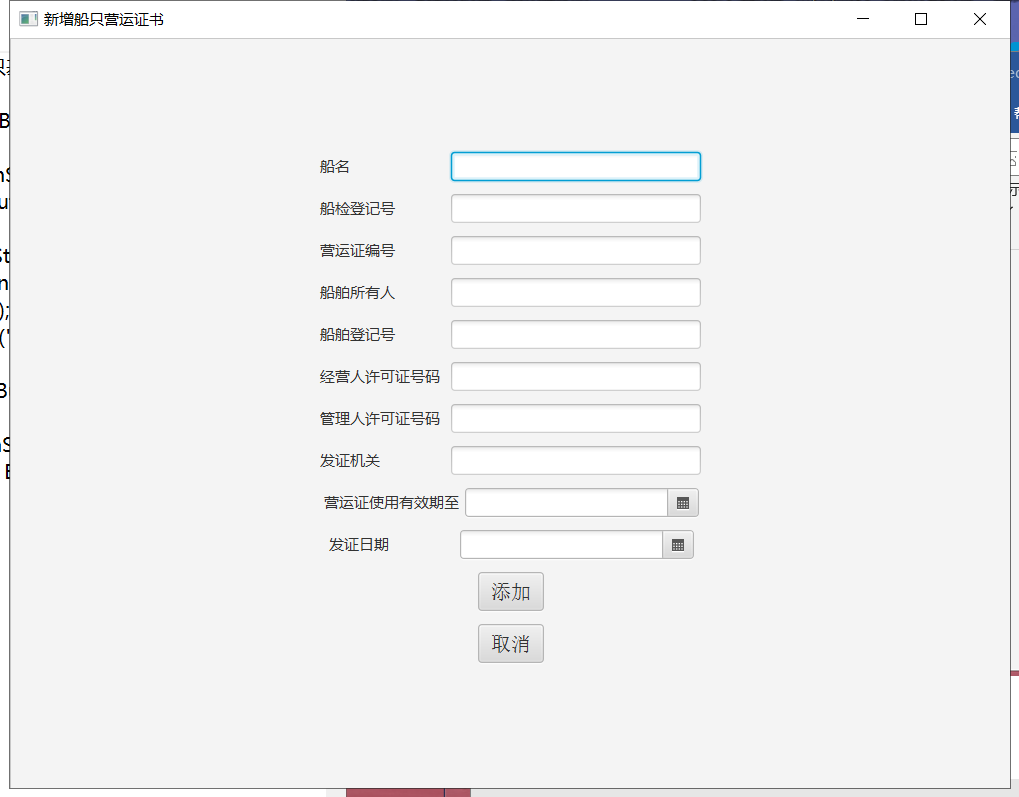 新增船只营运证书
船名
船检登记号
营运证编号
船舶所有人
船舶登记号
经营人许可证号码
管理人许可证号码
发证机关
营运证使用有效期至
发证日期
添加
取消